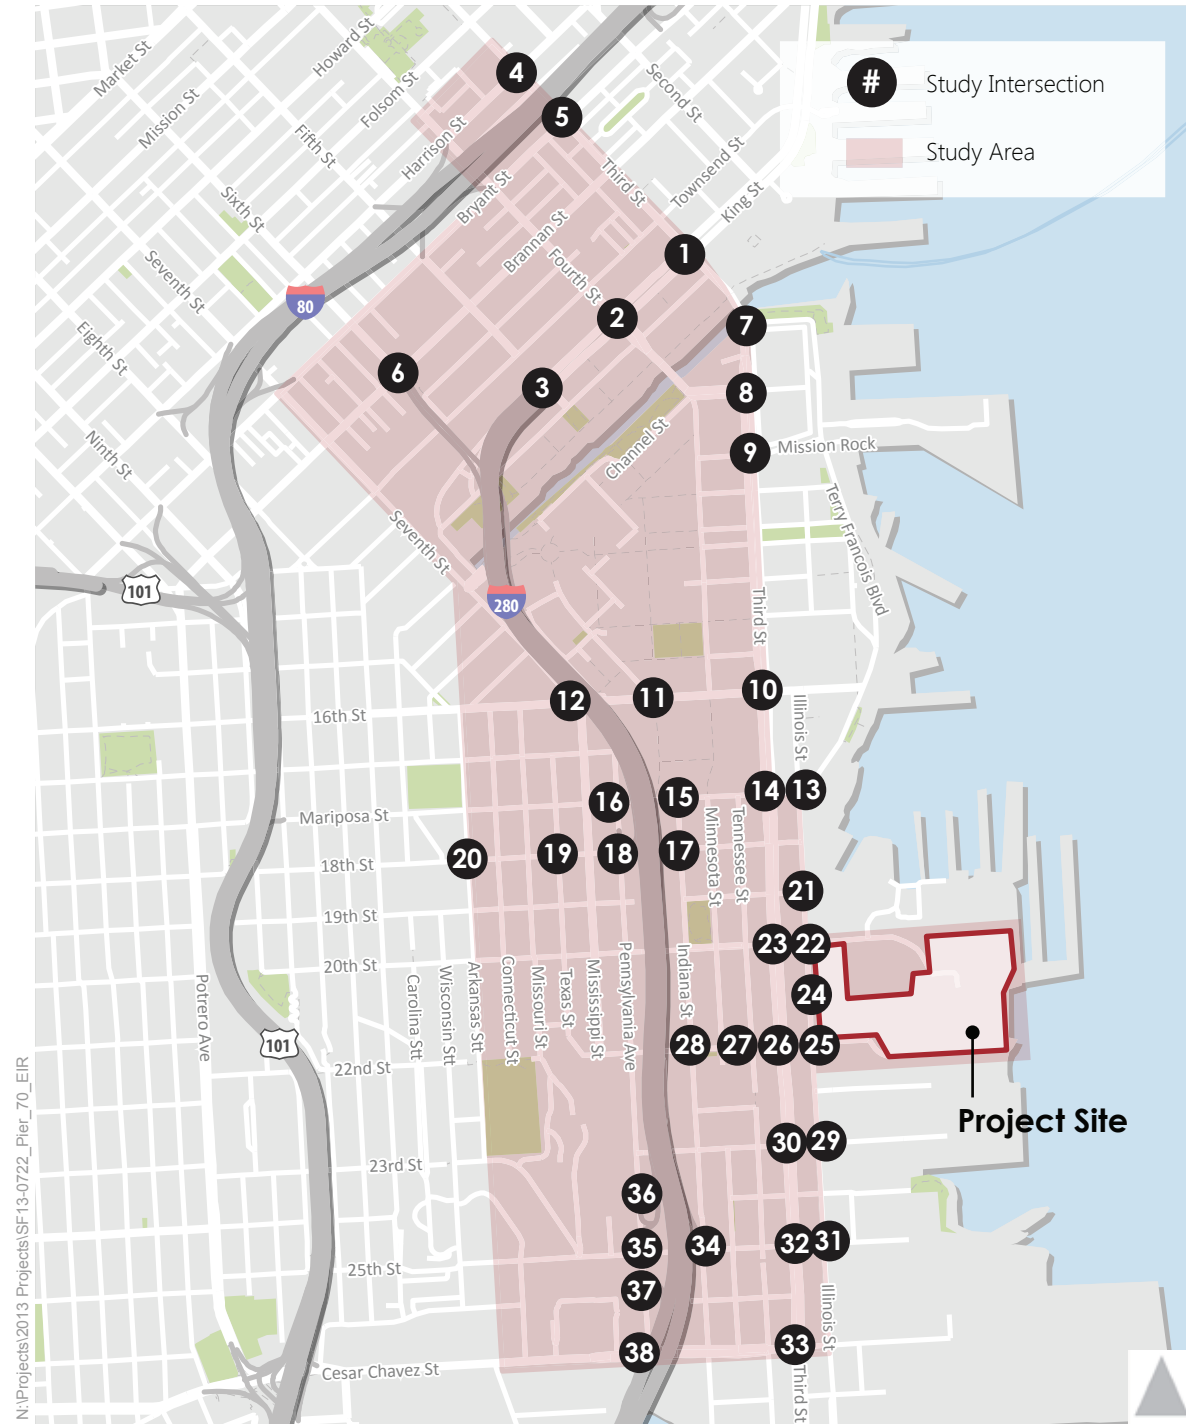 Market St
Howard St
4
#
Study Intersection
Mission St
Folsom St
Second St
5
Fifth St
Harrison St
Study Area
Third St
Townsend St
Sixth St
Bryant St
King St
Brannan St
1
Seventh St
Fourth St
80
2
7
Eighth St
6
3
8
Ninth St
Channel St
9
Mission Rock
Seventh St
Terry Francois Blvd
101
280
Third St
12
11
10
16th St
Illinois St
16
15
14
13
Mariposa St
Minnesota St
Tennessee St
20
19
18
17
18th St
21
19th St
23
22
20th St
Potrero Ave
Carolina Stt
Wisconsin Stt
Arkansas Stt
Connecticut St
Missouri St
Texas St
Mississippi St
Pennsylvania Ave
Indiana St
24
101
28
27
26
25
22nd St
Project Site
30
29
23rd St
36
35
34
32
31
25th St
37
Illinois St
38
33
Cesar Chavez St
Third St
N:\Projects\2013 Projects\SF13-0722_Pier_70_EIR